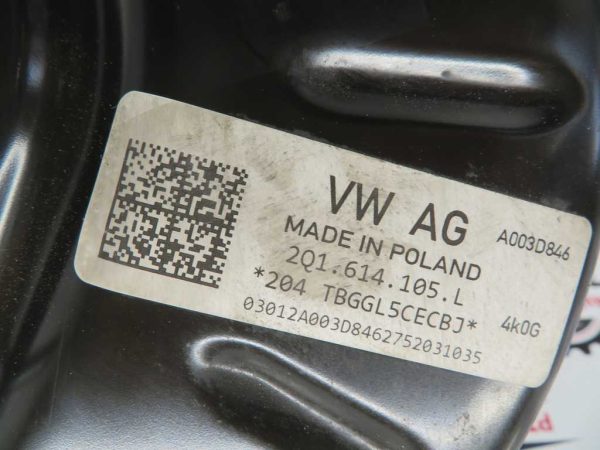 VW AG
A003D846
MADE IN POLAND
2Q1.614.105.L
*204 TBGGL5CECBJ*
4k0G
03012A003D8462752031035